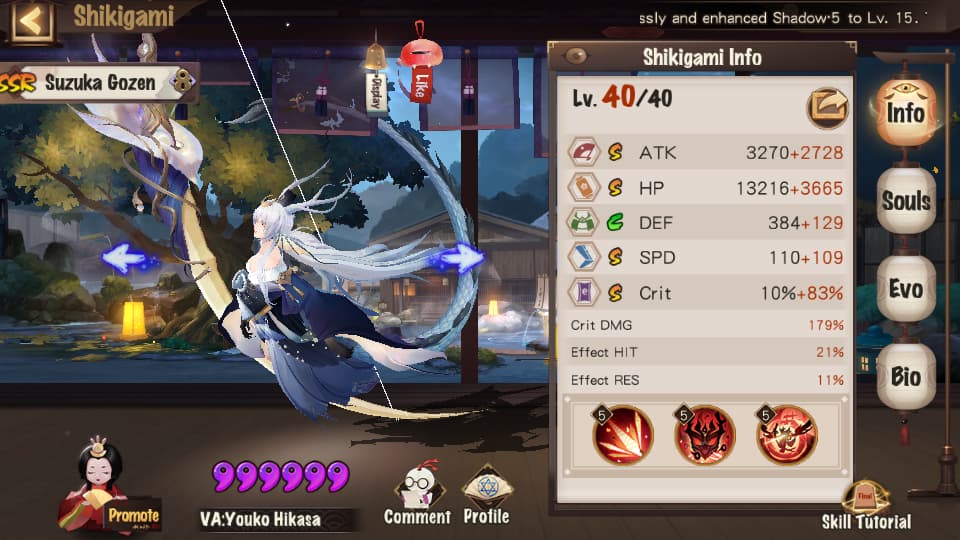 Shikigami
ssly and enhanced Shadow·5 to Lv. 15.
SSR Suzuka Gozen
Display
Like
Shikigami Info
Lv. 40/40
S ATK 3270+2728
S HP 13216+3665
C DEF 384+129
S SPD 110+109
S Crit 10%+83%
Crit DMG 179%
Effect HIT 21%
Effect RES 11%
5 5 5
Info
Souls
Evo
Bio
Promote
999999
VA:Youko Hikasa
Comment
Profile
Final
Skill Tutorial